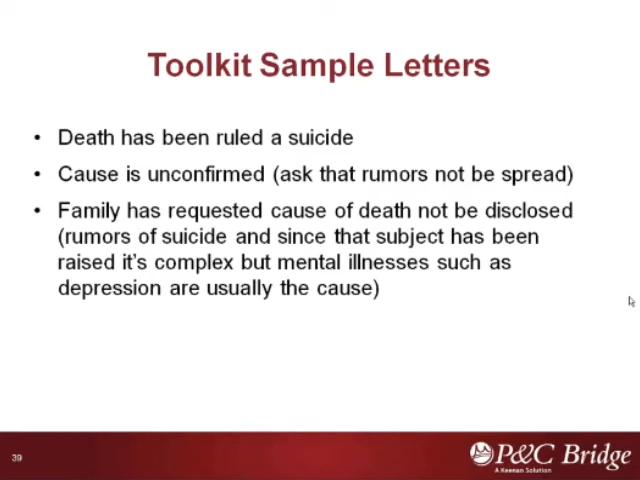 Toolkit Sample Letters
• Death has been ruled a suicide
• Cause is unconfirmed (ask that rumors not be spread)
• Family has requested cause of death not be disclosed
(rumors of suicide and since that subject has been
raised it's complex but mental illnesses such as
depression are usually the cause)
39
P&C Bridge
A Keenan Solution